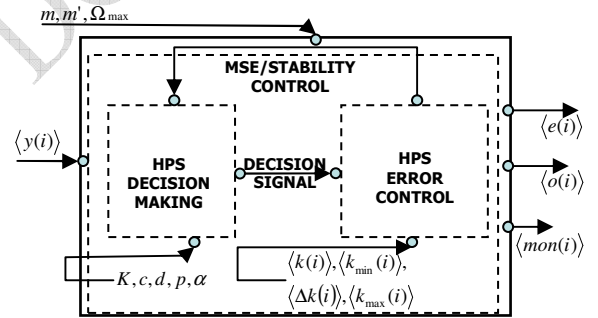 m, m', Ω_max
MSE/STABILITY
CONTROL
⟨y(i)⟩
HPS
DECISION
MAKING
DECISION
SIGNAL
HPS
ERROR
CONTROL
⟨e(i)⟩
⟨o(i)⟩
⟨mon(i)⟩
K, c, d, p, α
⟨k(i)⟩, ⟨k_min(i)⟩,
⟨Δk(i)⟩, ⟨k_max(i)⟩